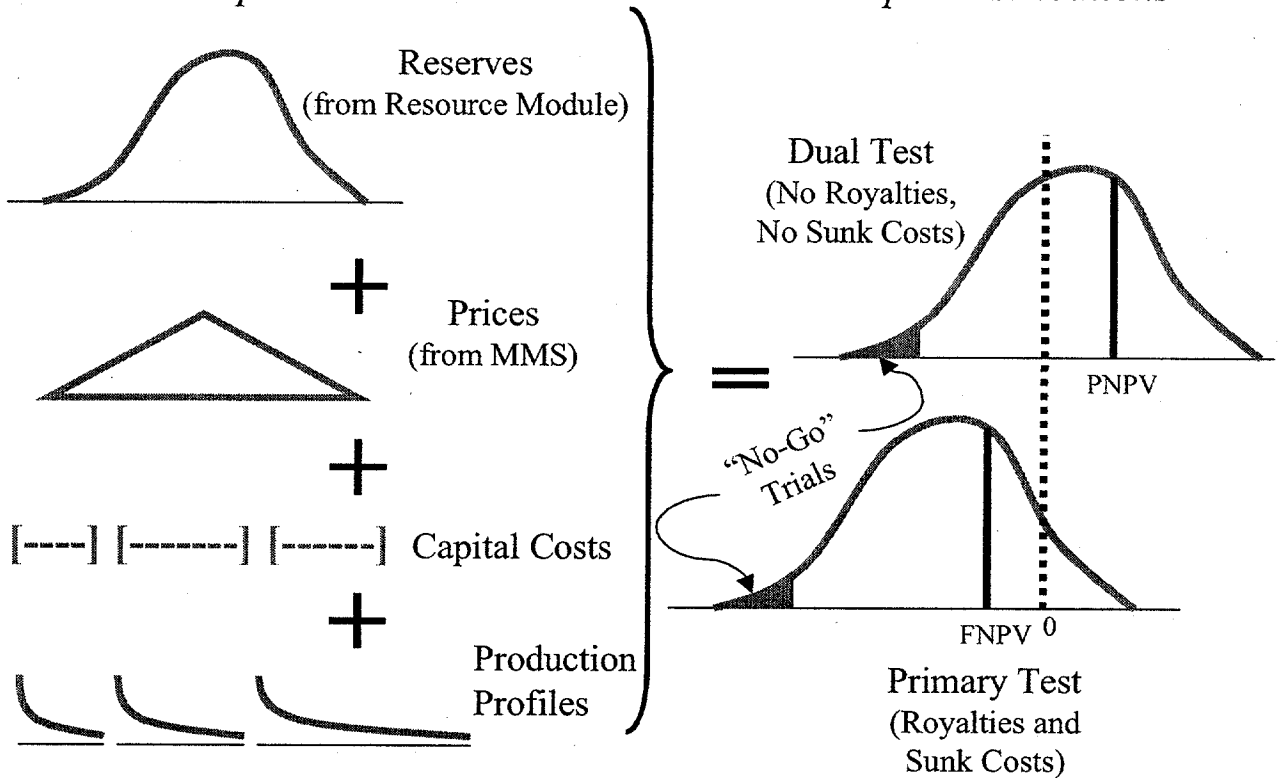 Reserves
(from Resource Module)
+
Prices
(from MMS)
+
[-----] [-------] [------] Capital Costs
+
Production
Profiles
=
Dual Test
(No Royalties,
No Sunk Costs)
PNPV
“No-Go”
Trials
FNPV 0
Primary Test
(Royalties and
Sunk Costs)